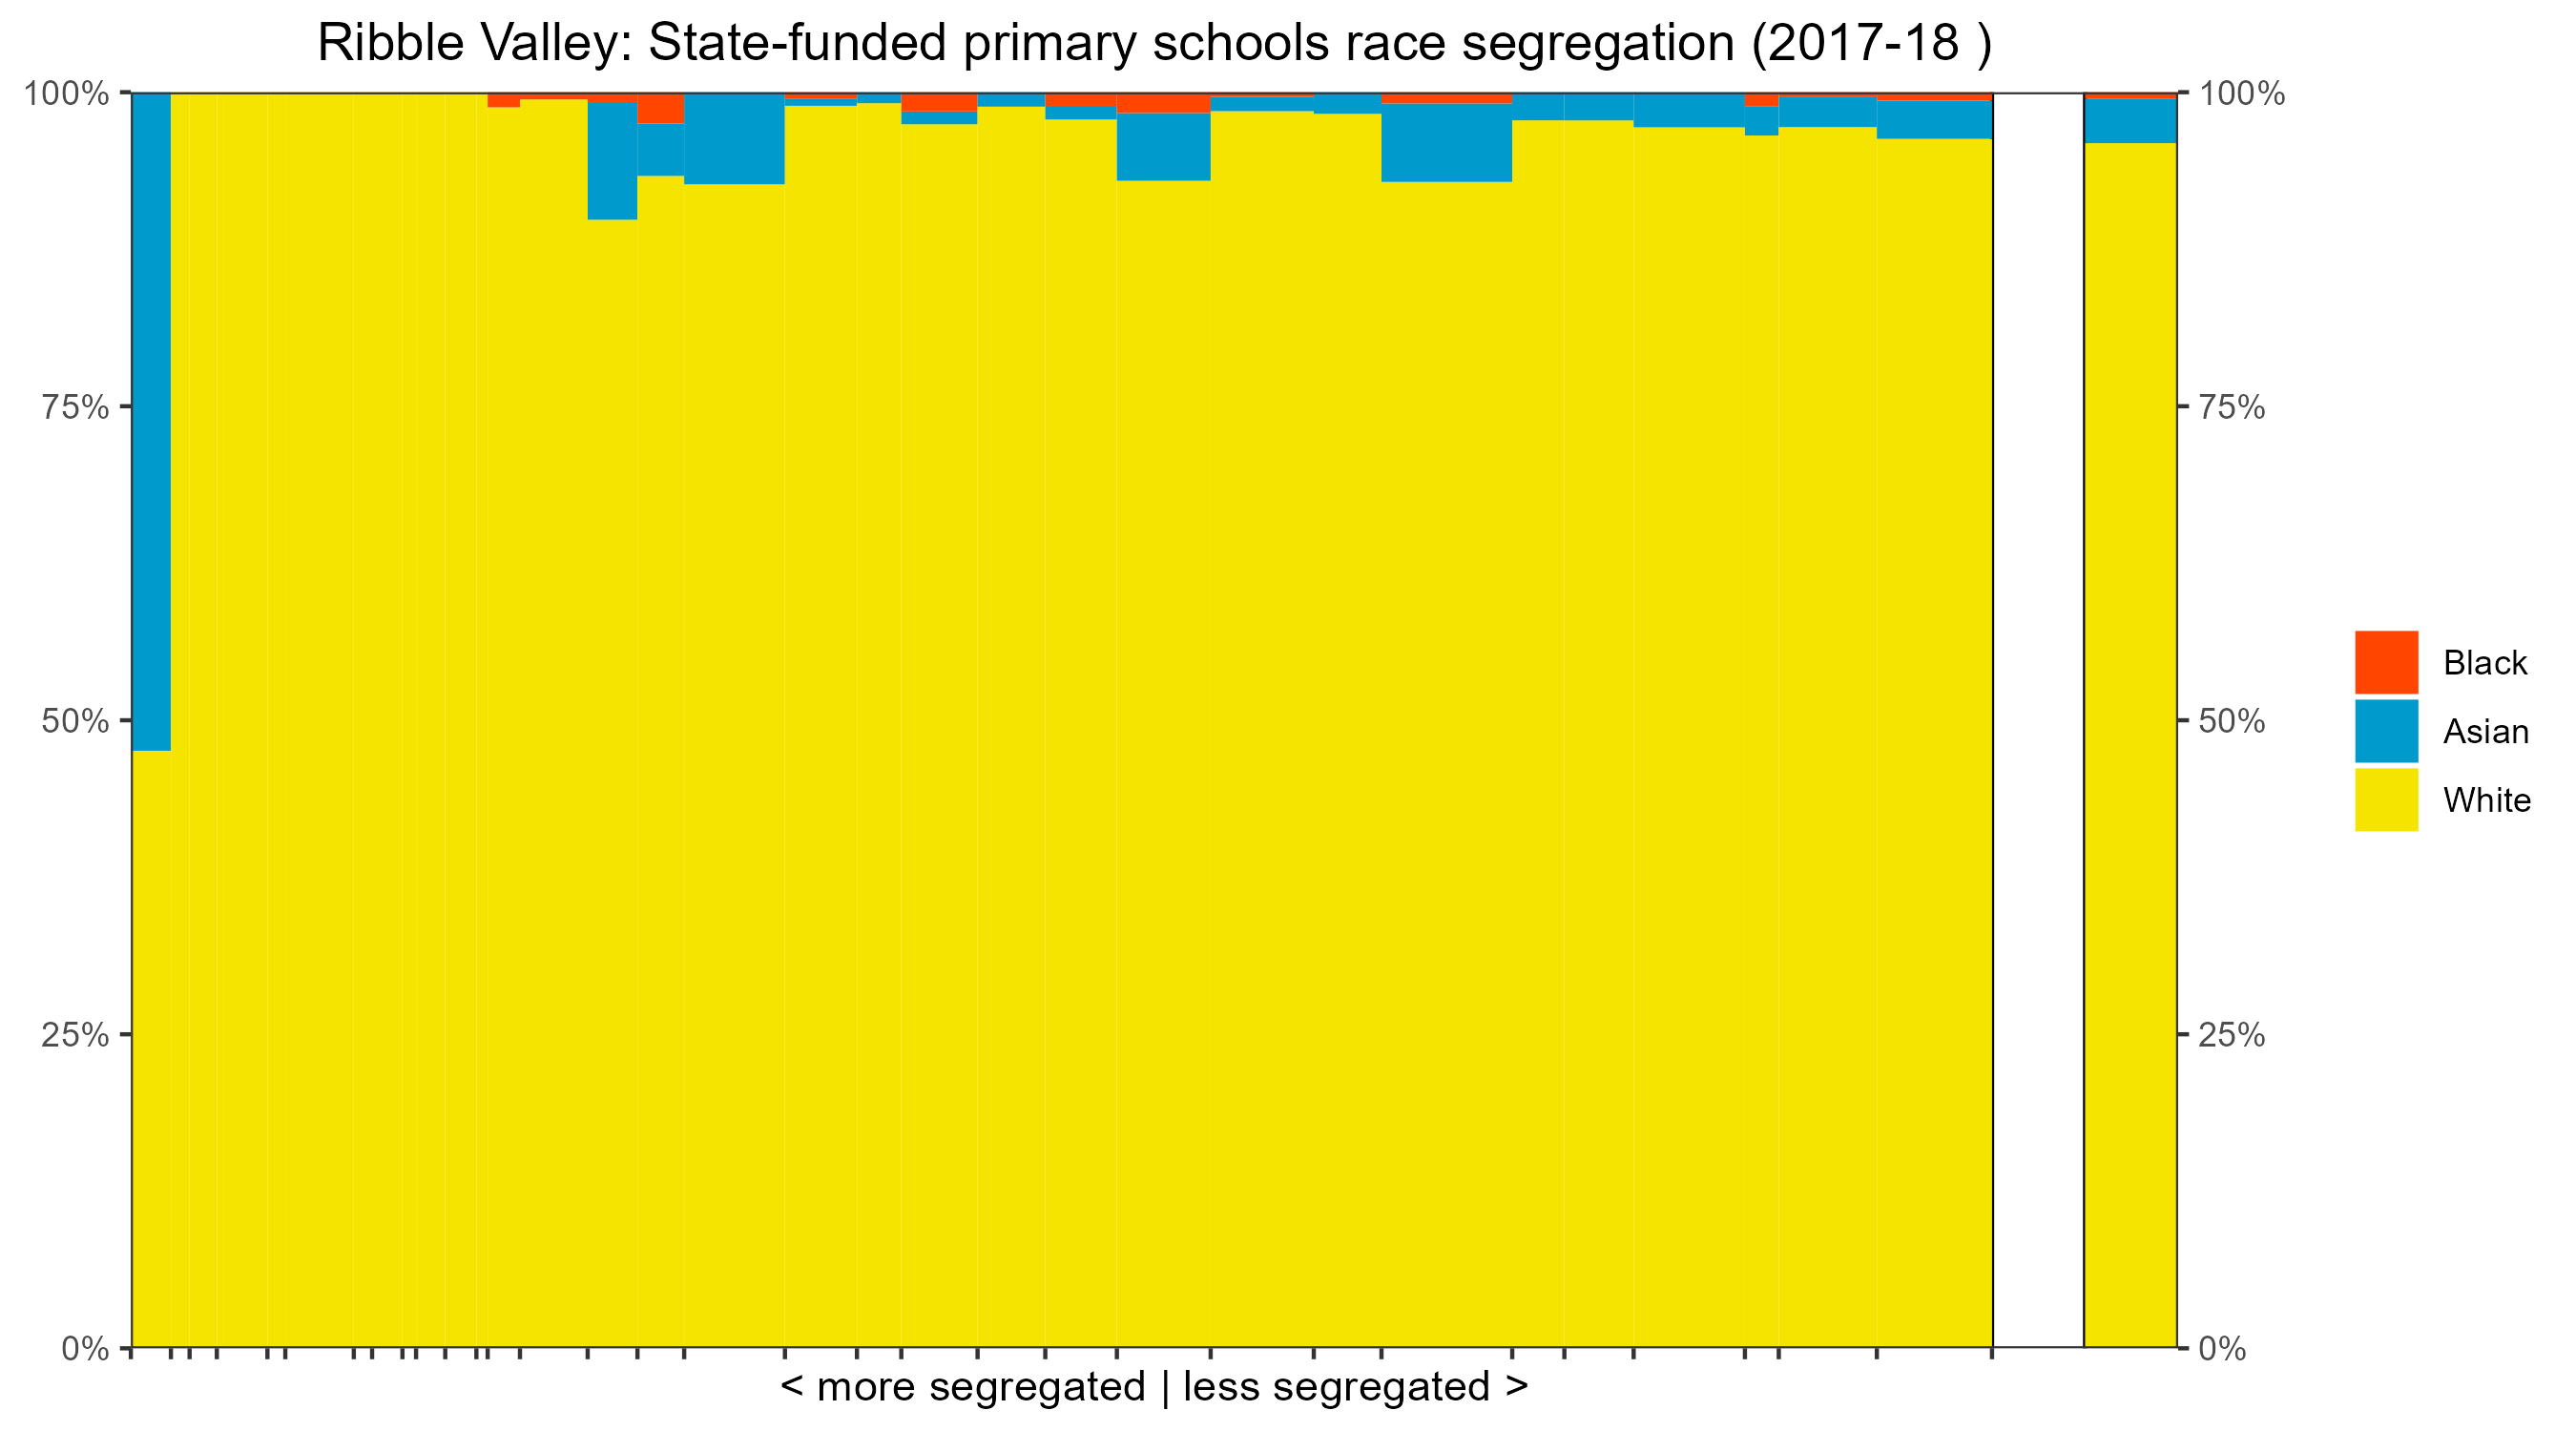 Ribble Valley: State-funded primary schools race segregation (2017-18 )
100%
75%
50%
25%
0%
100%
75%
50%
25%
0%
Black
Asian
White
< more segregated | less segregated >